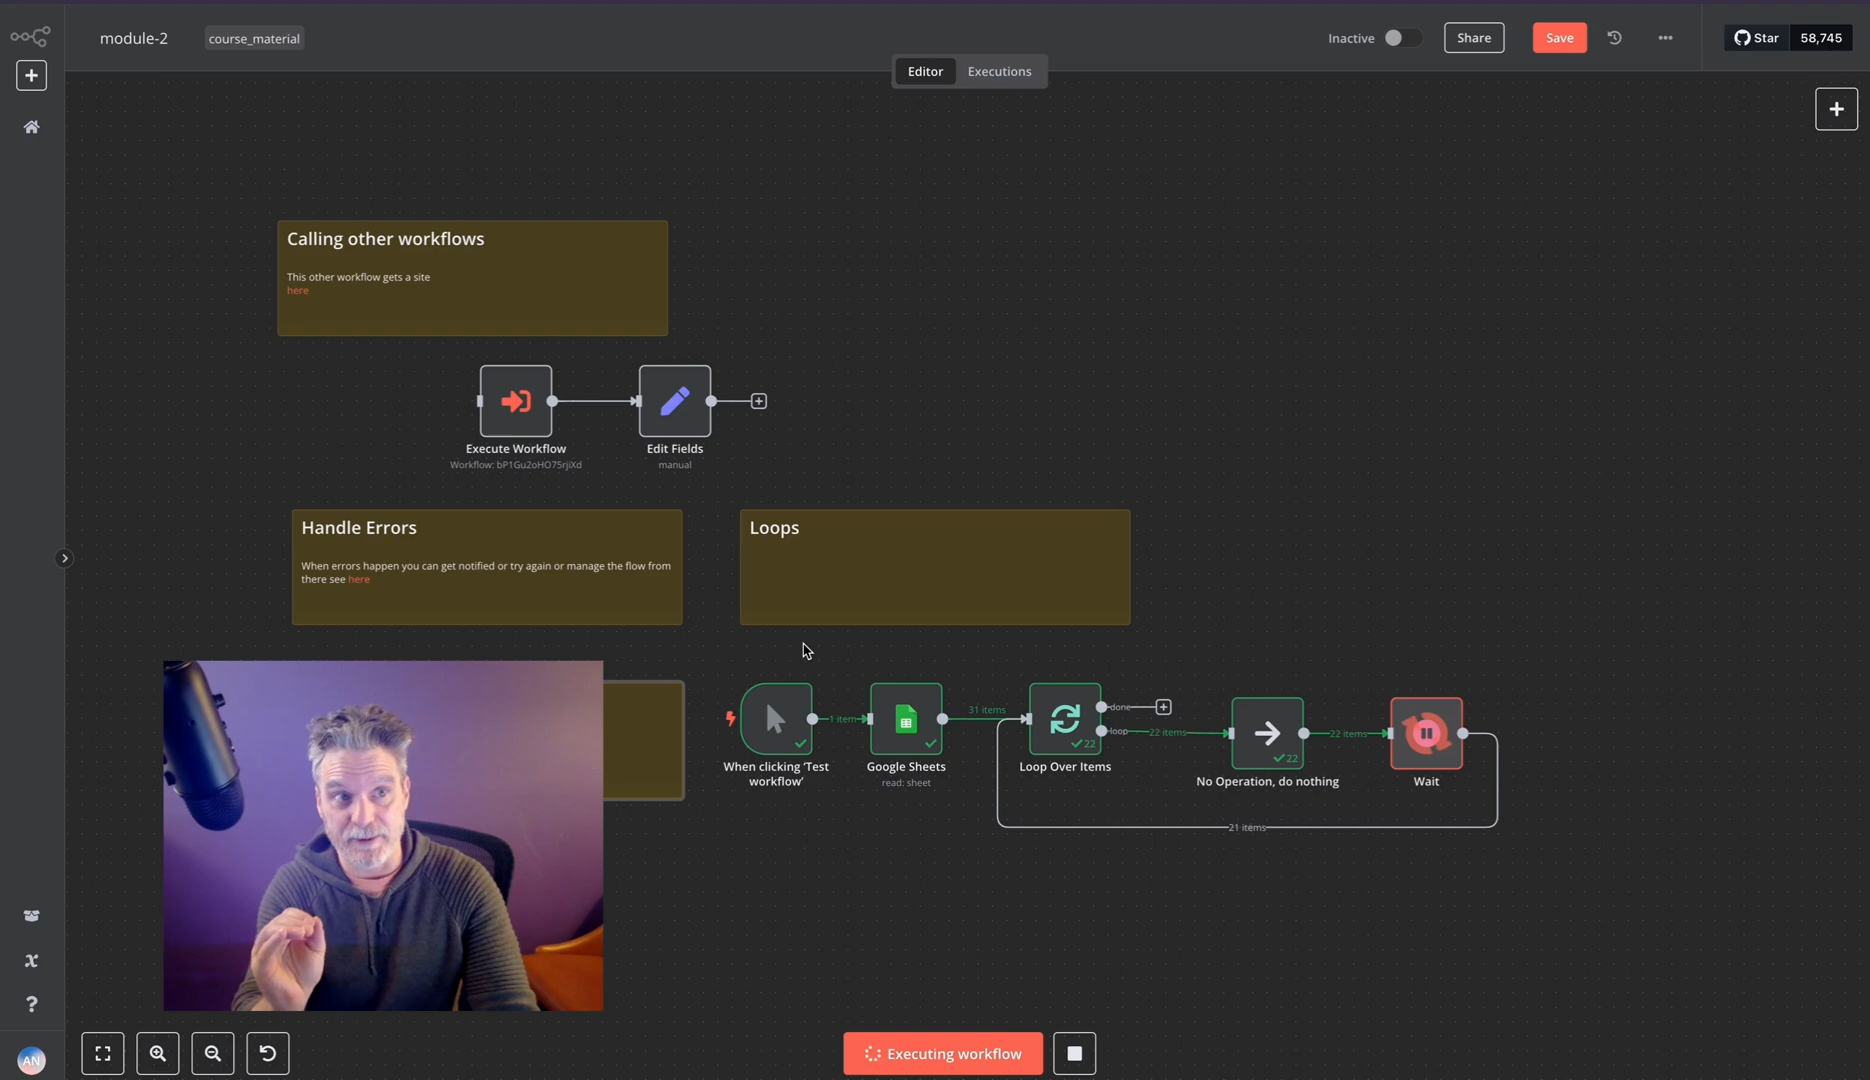 module-2
course_material
Inactive
Share
Save
Star
58,745
Editor
Executions
Calling other workflows
This other workflow gets a site
here
Execute Workflow
Workflow: bP1Gu2oHO75rjiXd
Edit Fields
manual
Handle Errors
When errors happen you can get notified or try again or manage the flow from
there see here
Loops
1 item
31 items
done
loop
22 items
22 items
22
22
When clicking ‘Test
workflow’
Google Sheets
read: sheet
Loop Over Items
No Operation, do nothing
Wait
21 items
AN
Executing workflow